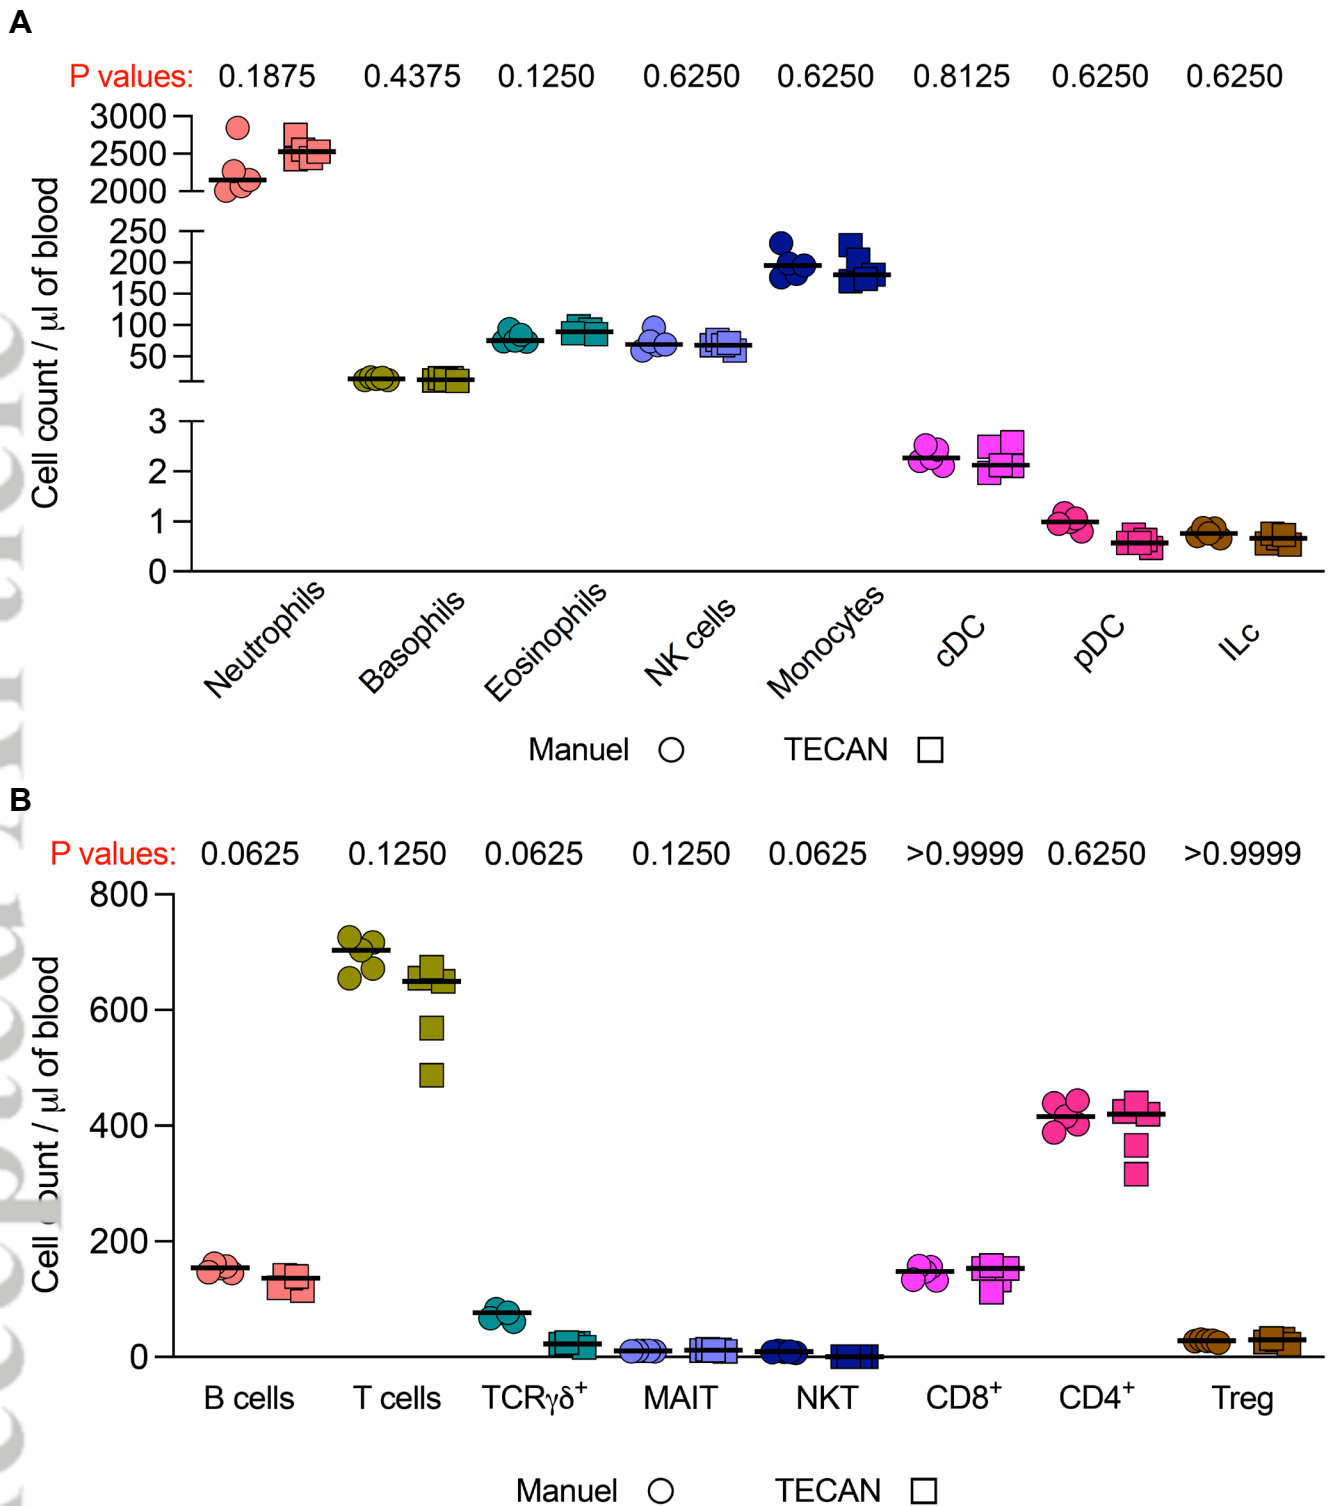 A
P values: 0.1875 0.4375 0.1250 0.6250 0.6250 0.8125 0.6250 0.6250
Cell count / µl of blood
3000
2500
2000
250
200
150
100
50
3
2
1
0
Neutrophils Basophils Eosinophils NK cells Monocytes cDC pDC ILc
Manuel TECAN
B
P values: 0.0625 0.1250 0.0625 0.1250 0.0625 >0.9999 0.6250 >0.9999
Cell ount / µl of blood
800
600
400
200
0
B cells T cells TCRγδ⁺ MAIT NKT CD8⁺ CD4⁺ Treg
Manuel TECAN